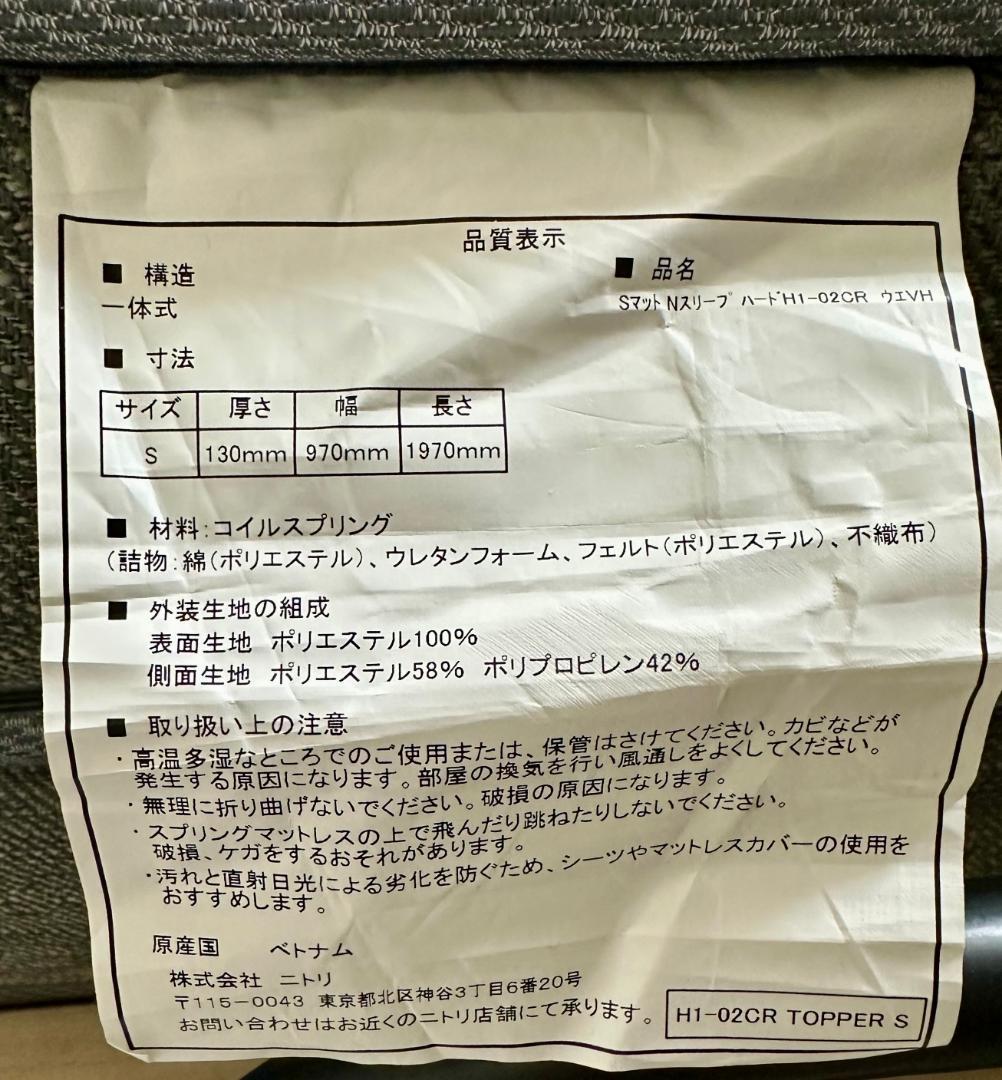 品質表示
■ 構造
一体式
■ 品名
Sマット Nスリープ ハードH1-02CR ウエVH
■ 寸法
サイズ 厚さ 幅 長さ
S 130mm 970mm 1970mm
■ 材料:コイルスプリング
(詰物:綿(ポリエステル)、ウレタンフォーム、フェルト(ポリエステル)、不織布)
■ 外装生地の組成
表面生地 ポリエステル100%
側面生地 ポリエステル58% ポリプロピレン42%
■ 取り扱い上の注意
・高温多湿なところでのご使用または、保管はさけてください。カビなどが
発生する原因になります。部屋の換気を行い風通しをよくしてください。
・無理に折り曲げないでください。破損の原因になります。
・スプリングマットレスの上で飛んだり跳ねたりしないでください。
破損、ケガをするおそれがあります。
・汚れと直射日光による劣化を防ぐため、シーツやマットレスカバーの使用を
おすすめします。
原産国 ベトナム
株式会社 ニトリ
〒115-0043 東京都北区神谷3丁目6番20号
お問い合わせはお近くのニトリ店舗にて承ります。
H1-02CR TOPPER S